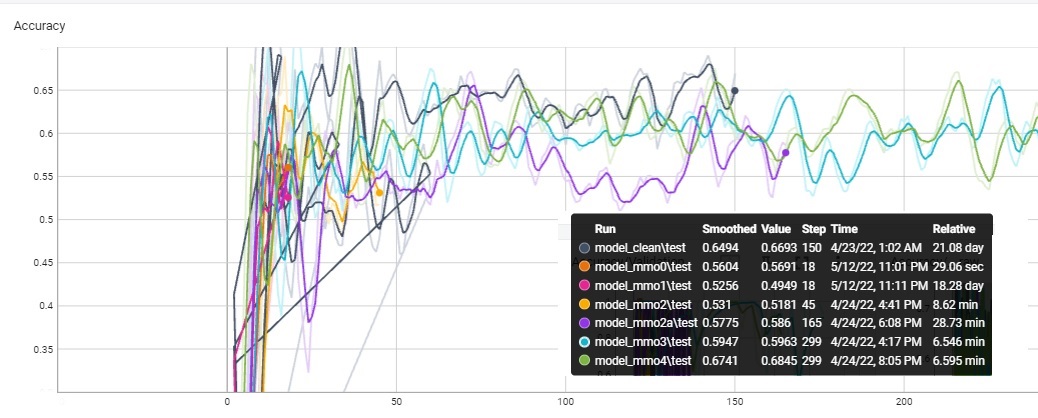 Accuracy
0.65
0.6
0.55
0.5
0.45
0.4
0.35
Run Smoothed Value Step Time Relative
model_clean\test 0.6494 0.6693 150 4/23/22, 1:02 AM 21.08 day
model_mmo0\test 0.5604 0.5691 18 5/12/22, 11:01 PM 29.06 sec
model_mmo1\test 0.5256 0.4949 18 5/12/22, 11:11 PM 18.28 day
model_mmo2\test 0.531 0.5181 45 4/24/22, 4:41 PM 8.62 min
model_mmo2a\test 0.5775 0.586 165 4/24/22, 6:08 PM 28.73 min
model_mmo3\test 0.5947 0.5963 299 4/24/22, 4:17 PM 6.546 min
model_mmo4\test 0.6741 0.6845 299 4/24/22, 8:05 PM 6.595 min
0 50 100 150 200